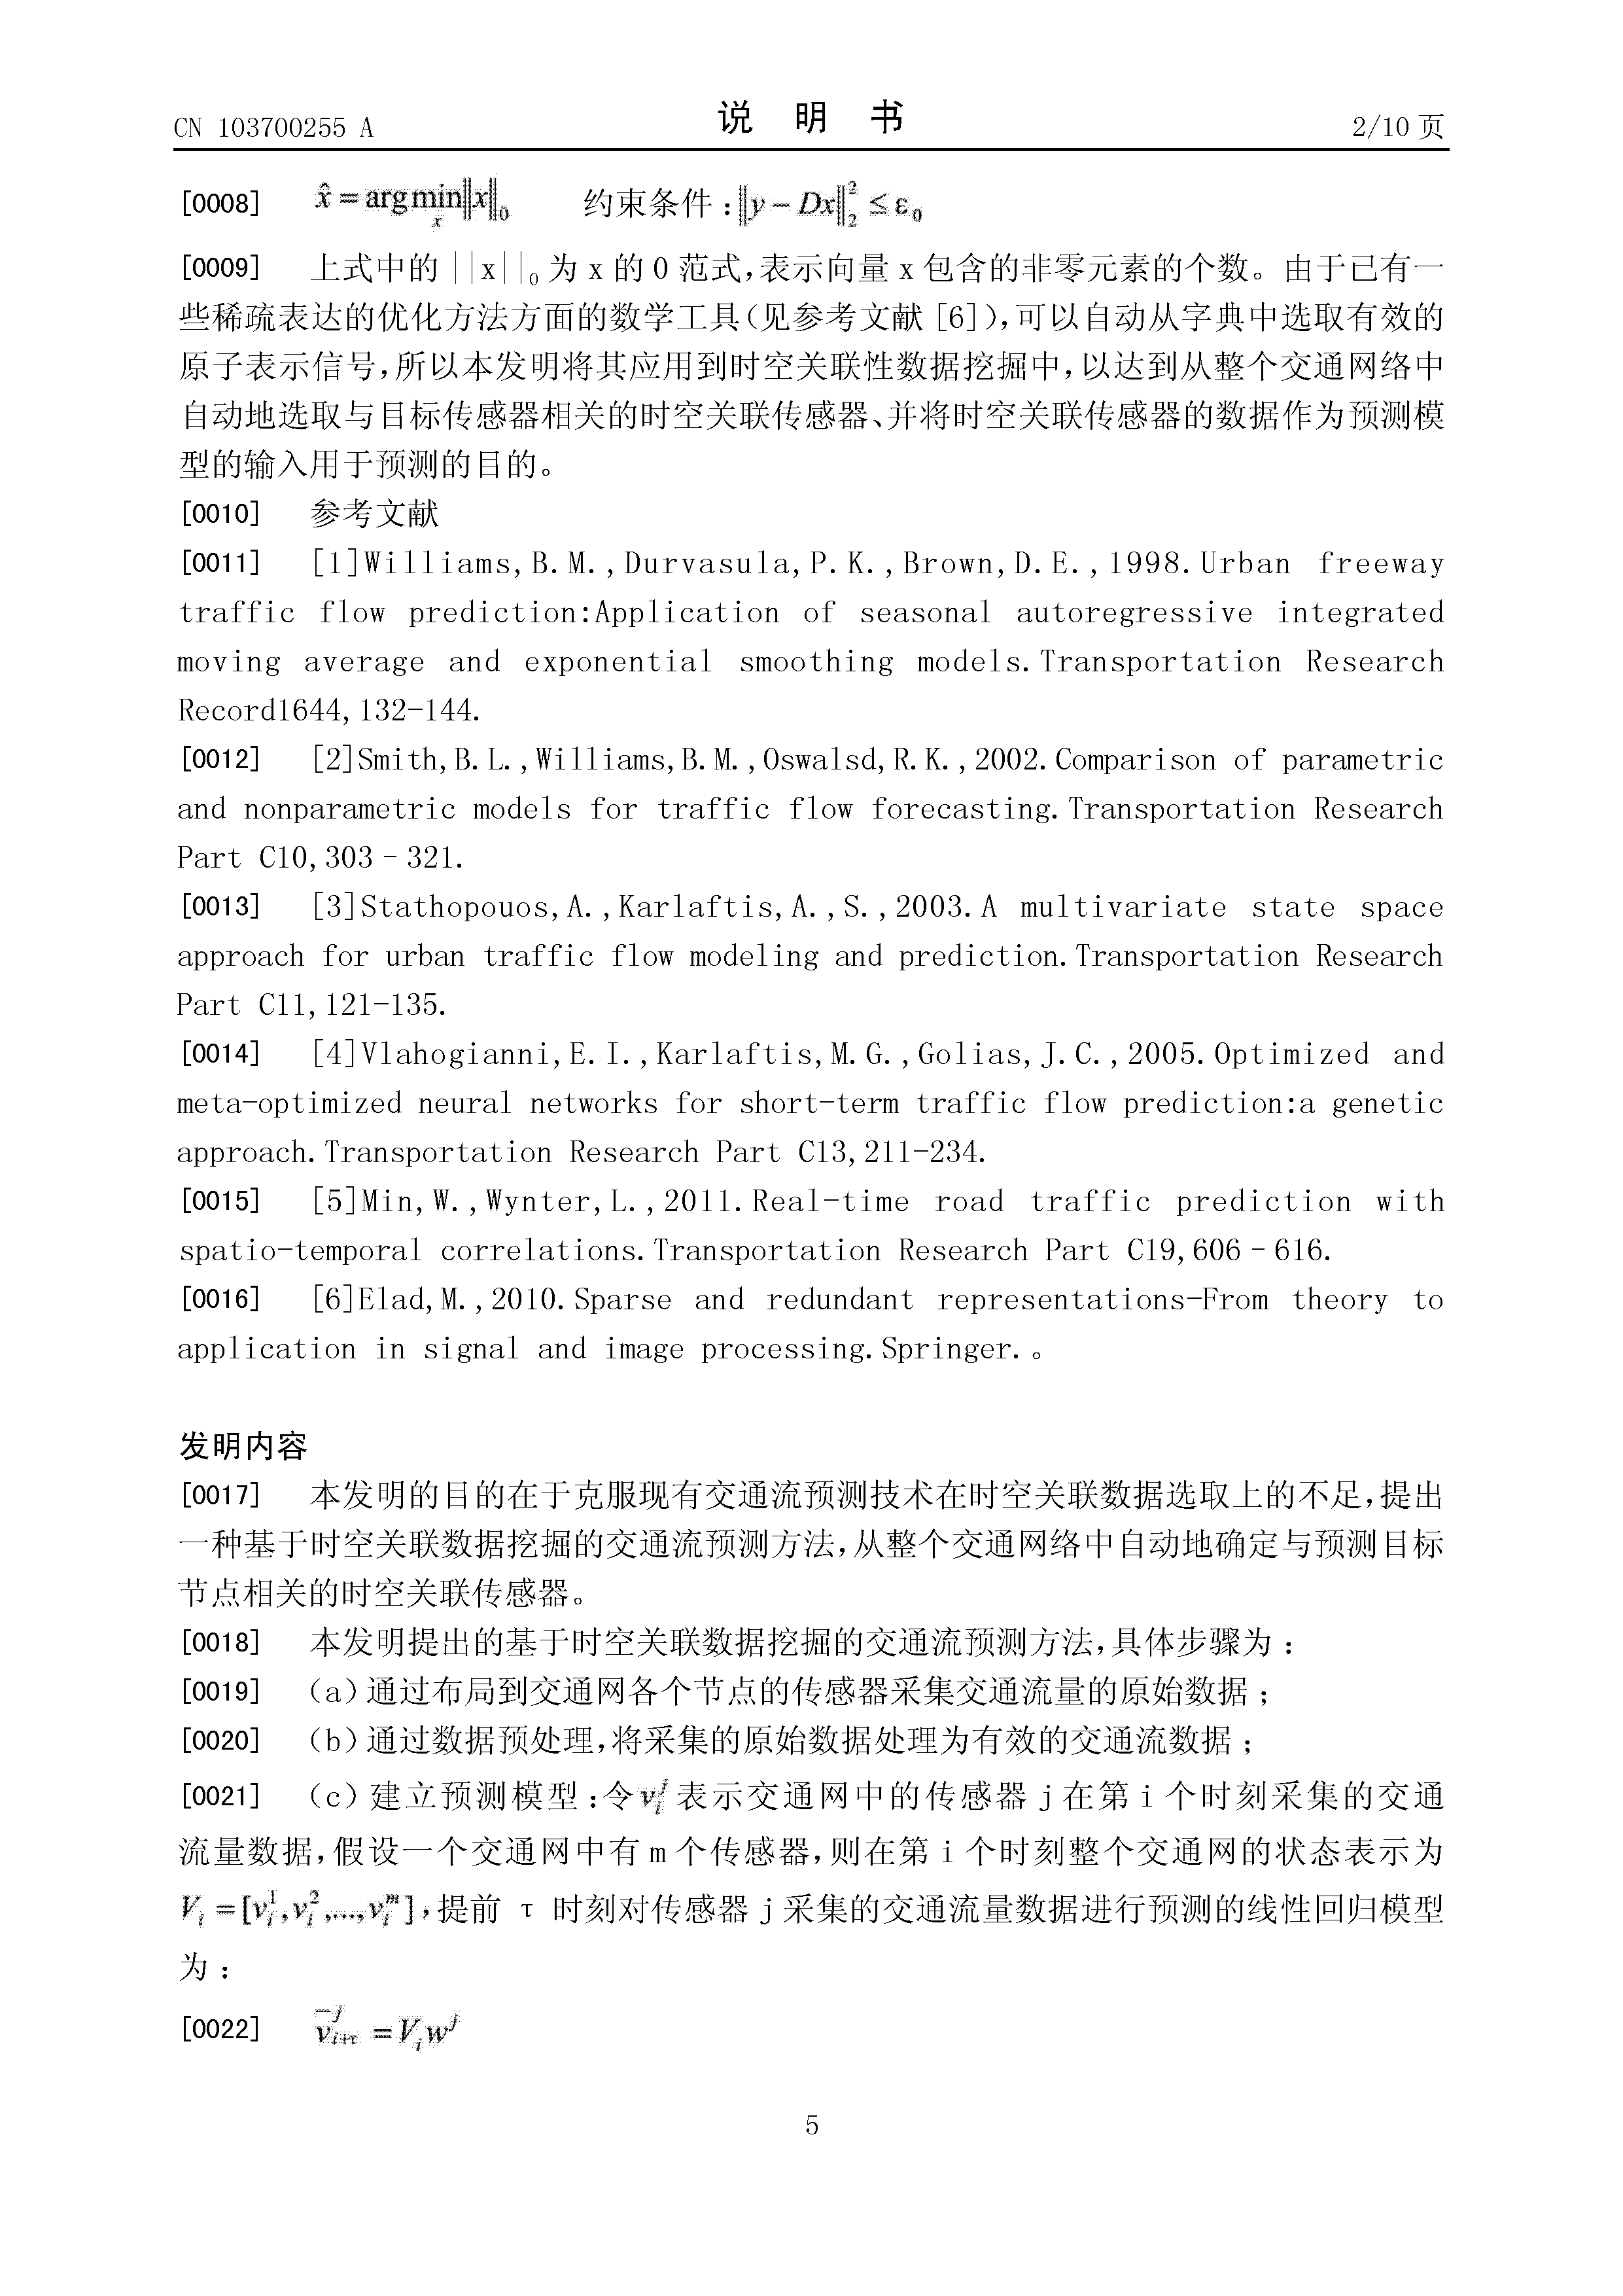 CN 103700255 A
说 明 书
2/10 页
[0008] x̂ = arg min‖x‖₀ 约束条件:‖y − Dx‖₂² ≤ ε₀
x
[0009] 上式中的 ||x||₀ 为 x 的 0 范式,表示向量 x 包含的非零元素的个数。由于已有一
些稀疏表达的优化方法方面的数学工具(见参考文献 [6]),可以自动从字典中选取有效的
原子表示信号,所以本发明将其应用到时空关联性数据挖掘中,以达到从整个交通网络中
自动地选取与目标传感器相关的时空关联传感器、并将时空关联传感器的数据作为预测模
型的输入用于预测的目的。
[0010] 参考文献
[0011] [1]Williams,B.M.,Durvasula,P.K.,Brown,D.E.,1998.Urban freeway
traffic flow prediction:Application of seasonal autoregressive integrated
moving average and exponential smoothing models.Transportation Research
Record1644,132-144.
[0012] [2]Smith,B.L.,Williams,B.M.,Oswalsd,R.K.,2002.Comparison of parametric
and nonparametric models for traffic flow forecasting.Transportation Research
Part C10,303–321.
[0013] [3]Stathopouos,A.,Karlaftis,A.,S.,2003.A multivariate state space
approach for urban traffic flow modeling and prediction.Transportation Research
Part C11,121-135.
[0014] [4]Vlahogianni,E.I.,Karlaftis,M.G.,Golias,J.C.,2005.Optimized and
meta-optimized neural networks for short-term traffic flow prediction:a genetic
approach.Transportation Research Part C13,211-234.
[0015] [5]Min,W.,Wynter,L.,2011.Real-time road traffic prediction with
spatio-temporal correlations.Transportation Research Part C19,606–616.
[0016] [6]Elad,M.,2010.Sparse and redundant representations-From theory to
application in signal and image processing.Springer.。
发明内容
[0017] 本发明的目的在于克服现有交通流预测技术在时空关联数据选取上的不足,提出
一种基于时空关联数据挖掘的交通流预测方法,从整个交通网络中自动地确定与预测目标
节点相关的时空关联传感器。
[0018] 本发明提出的基于时空关联数据挖掘的交通流预测方法,具体步骤为:
[0019] (a)通过布局到交通网各个节点的传感器采集交通流量的原始数据;
[0020] (b)通过数据预处理,将采集的原始数据处理为有效的交通流数据;
[0021] (c)建立预测模型:令 vᵢʲ 表示交通网中的传感器 j 在第 i 个时刻采集的交通
流量数据,假设一个交通网中有 m 个传感器,则在第 i 个时刻整个交通网的状态表示为
Vᵢ = [vᵢ¹,vᵢ²,...,vᵢᵐ],提前 τ 时刻对传感器 j 采集的交通流量数据进行预测的线性回归模型
为:
[0022] v̄ʲ_{i+τ} = Vᵢwʲ
5